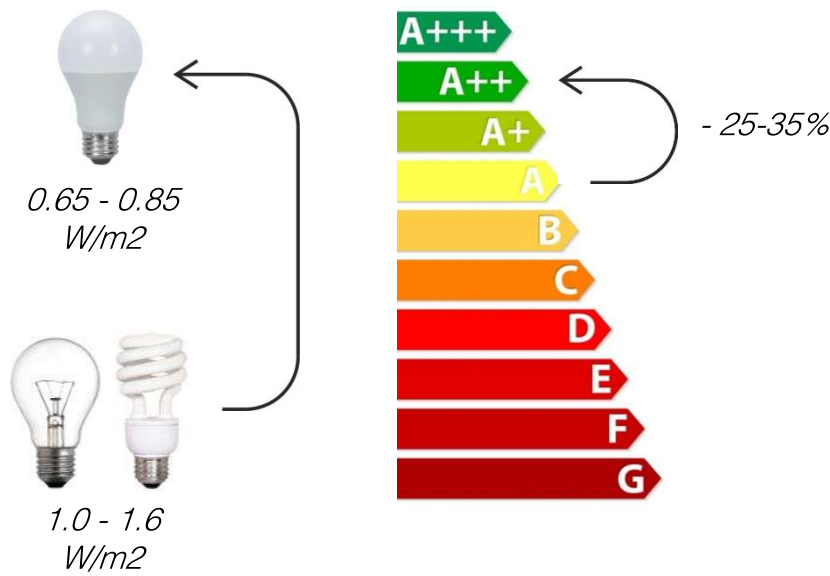 0.65 - 0.85
W/m2
1.0 - 1.6
W/m2
A+++
A++
A+
A
B
C
D
E
F
G
- 25-35%